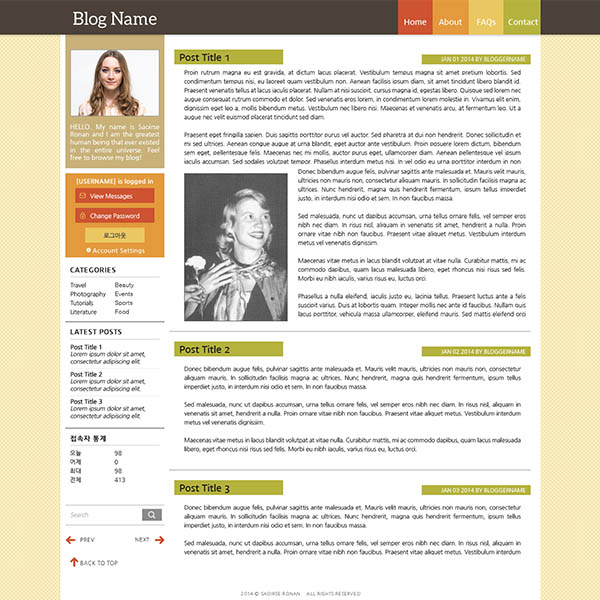 Blog Name
Home
About
FAQs
Contact
HELLO. My name is Saoirse
Ronan and I am the greatest
human being that ever existed
in the entire universe. Feel
free to browse my blog!
[USERNAME] is logged in
View Messages
Change Password
로그아웃
Account Settings
CATEGORIES
Travel Beauty
Photography Events
Tutorials Sports
Literature Food
LATEST POSTS
Post Title 1
Lorem ipsum dolor sit amet,
consectetur adipiscing elit.
Post Title 2
Lorem ipsum dolor sit amet,
consectetur adipiscing elit.
Post Title 3
Lorem ipsum dolor sit amet,
consectetur adipiscing elit.
접속자 통계
오늘 98
어제 0
최대 98
전체 413
Search
PREV
NEXT
BACK TO TOP
Post Title 1
JAN 01 2014 BY BLOGGERNAME
Proin rutrum magna eu est gravida, at dictum lacus placerat. Vestibulum tempus magna sit amet pretium lobortis. Sed
condimentum tempus nisi, eu laoreet quam vestibulum non. Aenean facilisis ipsum diam, sit amet tincidunt libero blandit id.
Praesent venenatis tellus at lacus iaculis placerat. Nullam at nisi suscipit, cursus magna id, egestas libero. Quisque sed lorem nec
augue consequat rutrum commodo sed dolor. Sed venenatis eros lorem, in condimentum lorem molestie in. Vivamus elit enim,
dignissim eget leo a, mollis bibendum metus. Vestibulum nec libero nisi. Maecenas et venenatis arcu, at fermentum leo. Ut a
augue nec velit euismod placerat tincidunt nec erat.
Praesent eget fringilla sapien. Duis sagittis porttitor purus vel auctor. Sed pharetra at dui non hendrerit. Donec sollicitudin et
mi sed ultricies. Aenean congue augue at urna blandit, eget auctor ante vestibulum. Proin posuere lorem dictum, bibendum
sem eget, pellentesque felis. Maecenas nec mi mollis, auctor purus eget, ullamcorper diam. Aenean pellentesque vel ipsum
iaculis accumsan. Sed sodales volutpat tempor. Phasellus interdum metus nisi. In vel odio eu urna porttitor interdum in non
Donec bibendum augue felis, pulvinar sagittis ante malesuada et. Mauris velit mauris,
ultricies non mauris non, consectetur aliquam mauris. In sollicitudin facilisis magna ac
ultrices. Nunc hendrerit, magna quis hendrerit fermentum, ipsum tellus imperdiet
justo, in interdum nisi odio et sem. In non faucibus massa.
Sed malesuada, nunc ut dapibus accumsan, urna tellus ornare felis, vel semper eros
nibh nec diam. In risus nisl, aliquam at venenatis sit amet, hendrerit a nulla. Proin
ornare vitae nibh non faucibus. Praesent vitae aliquet metus. Vestibulum interdum
metus vel venenatis dignissim.
Maecenas vitae metus in lacus blandit volutpat at vitae nulla. Curabitur mattis, mi ac
commodo dapibus, quam lacus malesuada libero, eget rhoncus nisi risus sed felis.
Morbi eu nibh iaculis, varius risus eu, luctus orci.
Phasellus a nulla eleifend, iaculis justo eu, lacinia tellus. Praesent luctus ante a felis
suscipit varius. Duis at lobortis quam. Integer mollis nec ante id faucibus. Nullam quis
lacus porttitor, vehicula massa ullamcorper, eleifend mauris. Sed mattis eleifend orci
Post Title 2
JAN 02 2014 BY BLOGGERNAME
Donec bibendum augue felis, pulvinar sagittis ante malesuada et. Mauris velit mauris, ultricies non mauris non, consectetur
aliquam mauris. In sollicitudin facilisis magna ac ultrices. Nunc hendrerit, magna quis hendrerit fermentum, ipsum tellus
imperdiet justo, in interdum nisi odio et sem. In non faucibus massa.
Sed malesuada, nunc ut dapibus accumsan, urna tellus ornare felis, vel semper eros nibh nec diam. In risus nisl, aliquam at
venenatis sit amet, hendrerit a nulla. Proin ornare vitae nibh non faucibus. Praesent vitae aliquet metus. Vestibulum interdum
metus vel venenatis dignissim.
Maecenas vitae metus in lacus blandit volutpat at vitae nulla. Curabitur mattis, mi ac commodo dapibus, quam lacus malesuada
libero, eget rhoncus nisi risus sed felis. Morbi eu nibh iaculis, varius risus eu, luctus orci.
Post Title 3
JAN 03 2014 BY BLOGGERNAME
Donec bibendum augue felis, pulvinar sagittis ante malesuada et. Mauris velit mauris, ultricies non mauris non, consectetur
aliquam mauris. In sollicitudin facilisis magna ac ultrices. Nunc hendrerit, magna quis hendrerit fermentum, ipsum tellus
imperdiet justo, in interdum nisi odio et sem. In non faucibus massa.
Sed malesuada, nunc ut dapibus accumsan, urna tellus ornare felis, vel semper eros nibh nec diam. In risus nisl, aliquam at
venenatis sit amet, hendrerit a nulla. Proin ornare vitae nibh non faucibus. Praesent vitae aliquet metus. Vestibulum interdum
2014 © SAOIRSE RONAN ALL RIGHTS RESERVED